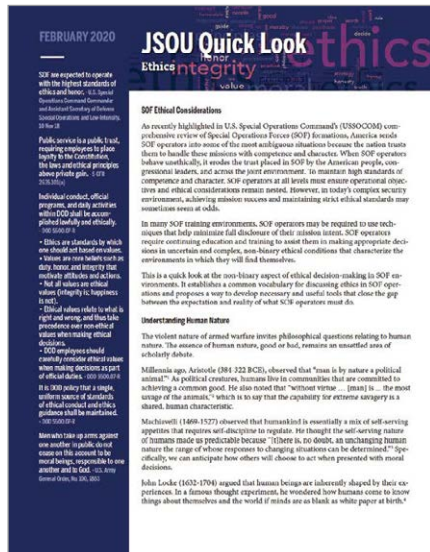 FEBRUARY 2020
SOF are expected to operate
with the highest standards of
ethics and honor. - U.S. Special
Operations Command Commander
and Assistant Secretary of Defense
Special Operations and Low-Intensity,
Public service is a public trust,
requiring employees to place
loyalty to the Constitution,
the laws and ethical principles
above private gain.
Individual conduct, official
programs, and daily activities
within DOD shall be accom-
plished lawfully and ethically.
- DOD 5500.07-R
• Ethics are standards by which
one should act based on values.
• Values are core beliefs such as
duty, honor, and integrity that
motivate attitudes and actions.
• Not all values are ethical
values (integrity is; happiness
is not).
• Ethical values relate to what is
right and wrong, and thus take
precedence over non-ethical
values when making ethical
decisions.
• DOD employees should
carefully consider ethical values
when making decisions as part
of official duties. - DOD 5500.07-R
It is DOD policy that a single,
uniform source of standards
of ethical conduct and ethics
guidance shall be maintained.
- DOD 5500.07-R
Men who take up arms against
one another in public do not
cease on this account to be
moral beings, responsible to one
another and to God. - U.S. Army
General Order, No. 100, 1863
JSOU Quick Look
Ethics
guide
honor
integrity
value
ethics
SOF Ethical Considerations
As recently highlighted in U.S. Special Operations Command's (USSOCOM) com-
prehensive review of Special Operations Forces (SOF) formations, America sends
SOF operators into some of the most ambiguous situations because the nation trusts
them to handle these missions with competence and character. When SOF operators
behave unethically, it erodes the trust placed in SOF by the American people, con-
gressional leaders, and across the joint environment. To maintain high standards of
competence and character, SOF operators at all levels must ensure operational objec-
tives and ethical considerations remain nested. However, in today's complex security
environment, achieving mission success and maintaining strict ethical standards may
sometimes seem at odds.
In many SOF training environments, SOF operators may be required to use tech-
niques that help minimize full disclosure of their mission intent. SOF operators
require continuing education and training to assist them in making appropriate deci-
sions in uncertain and complex, non-binary ethical conditions that characterize the
environments in which they will find themselves.
This is a quick look at the non-binary aspect of ethical decision-making in SOF en-
vironments. It establishes a common vocabulary for discussing ethics in SOF oper-
ations and proposes a way to develop necessary and useful tools that close the gap
between the expectation and reality of what SOF operators must do.
Understanding Human Nature
The violent nature of armed warfare invites philosophical questions relating to human
nature. The essence of human nature, good or bad, remains an unsettled area of
scholarly debate.
Millennia ago, Aristotle (384-322 BCE), observed that "man is by nature a political
animal." As political creatures, humans live in communities that are committed to
achieving a common good. He also noted that "without virtue … [man] is… the most
savage of the animals," which is to say that the capability for extreme savagery is a
shared, human characteristic.
Machiavelli (1469-1527) observed that humankind is essentially a mix of self-serving
appetites that requires self-discipline to regulate. He thought the self-serving nature
of humans made us predictable because "[t]here is, no doubt, an unchanging human
nature the range of whose responses to changing situations can be determined." Spe-
cifically, we can anticipate how others will choose to act when presented with moral
decisions.
John Locke (1632-1704) argued that human beings are inherently shaped by their ex-
periences. In a famous thought experiment, he wondered how humans come to know
things about themselves and the world if minds are as blank as white paper at birth.